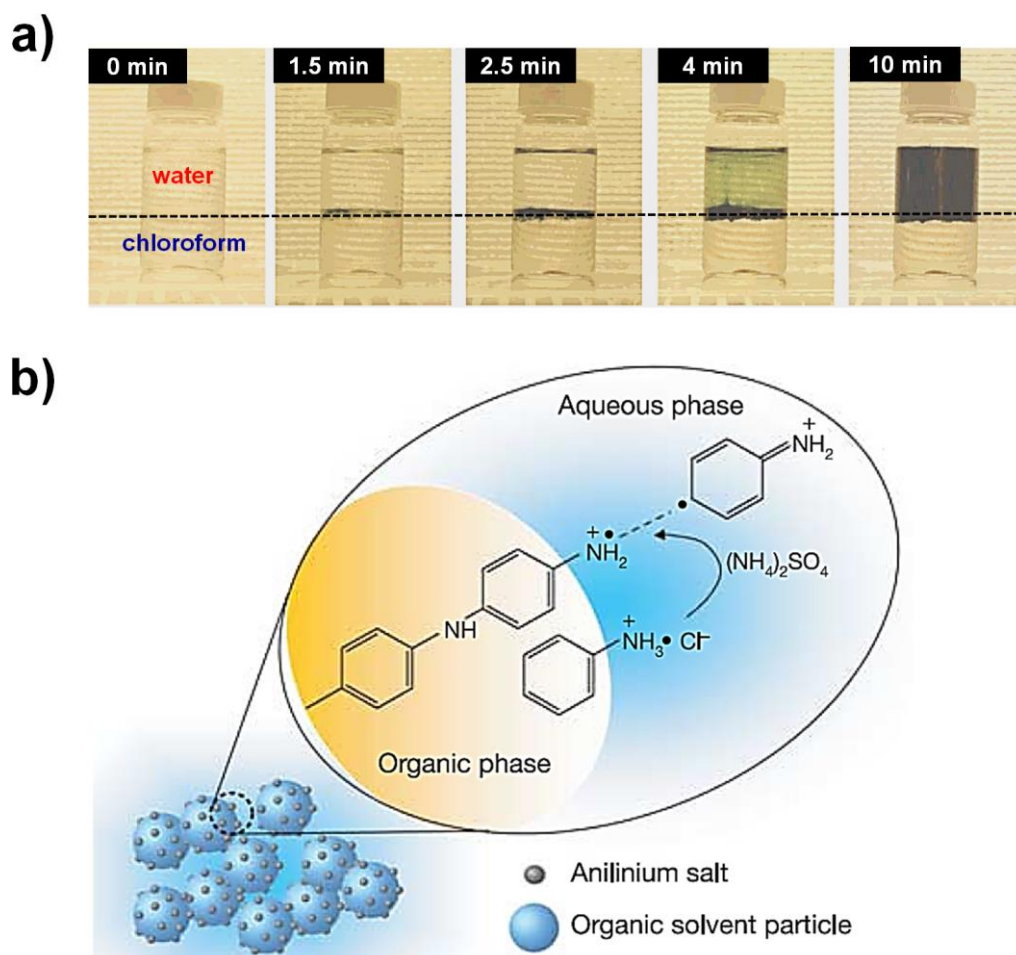 a)
0 min
1.5 min
2.5 min
4 min
10 min
water
chloroform
b)
Aqueous phase
+
NH2
+•
NH2
(NH4)2SO4
NH
+
NH3• Cl–
Organic phase
Anilinium salt
Organic solvent particle